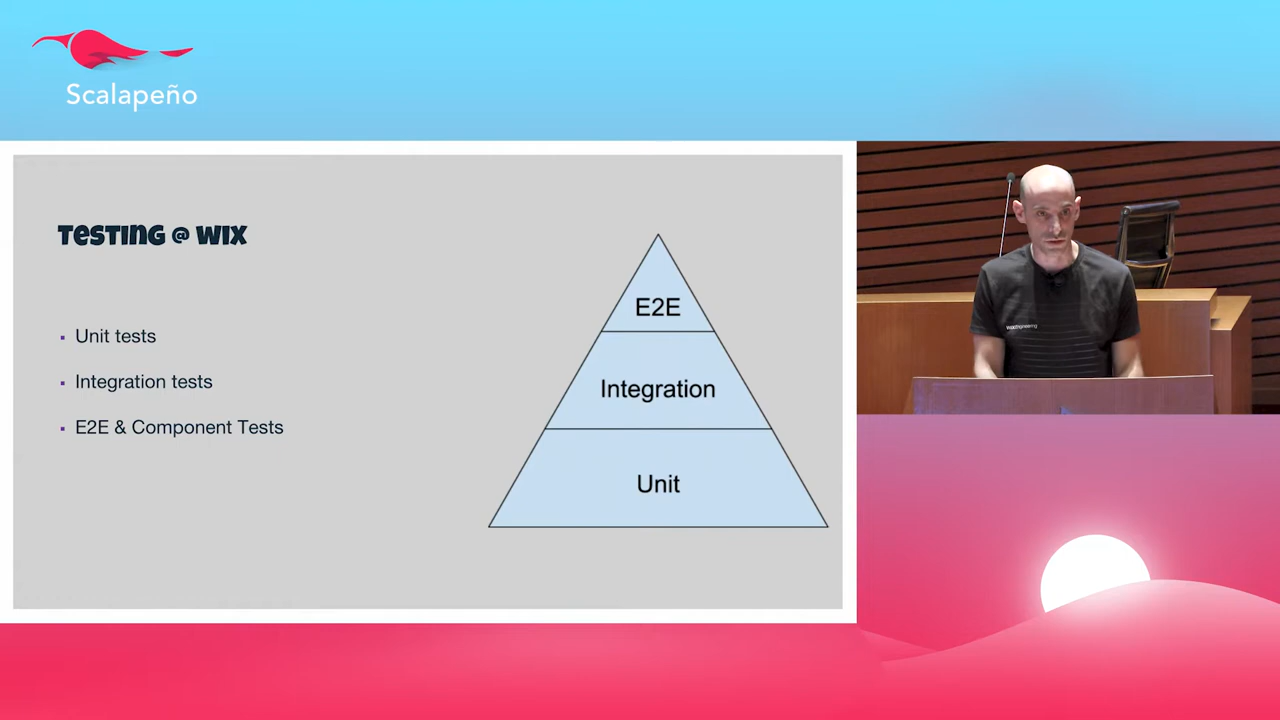 Scalapeño
Testing @ Wix
Unit tests
Integration tests
E2E & Component Tests
E2E
Integration
Unit